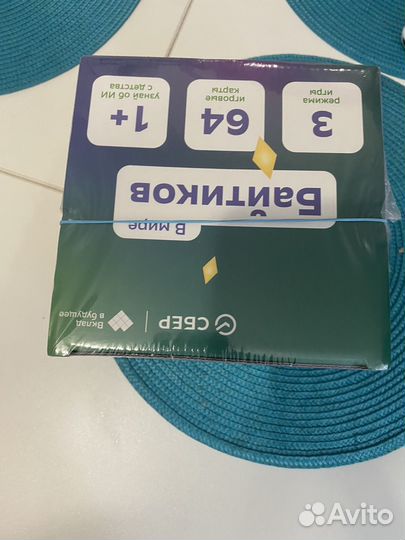 СБЕР | Вклад
в будущее
В мире
Байтиков
3
режима
игры
64
игровые
карты
1+
узнай об ИИ
с детства
Avito